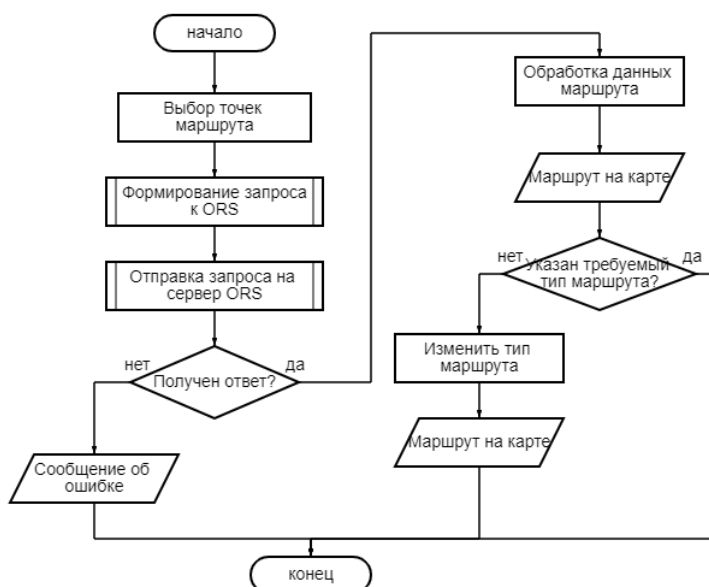 начало
Выбор точек
маршрута
Формирование запроса
к ORS
Отправка запроса на
сервер ORS
нет
да
Получен ответ?
Сообщение об
ошибке
Обработка данных
маршрута
Маршрут на карте
нет
да
Указан требуемый
тип маршрута?
Изменить тип
маршрута
Маршрут на карте
конец